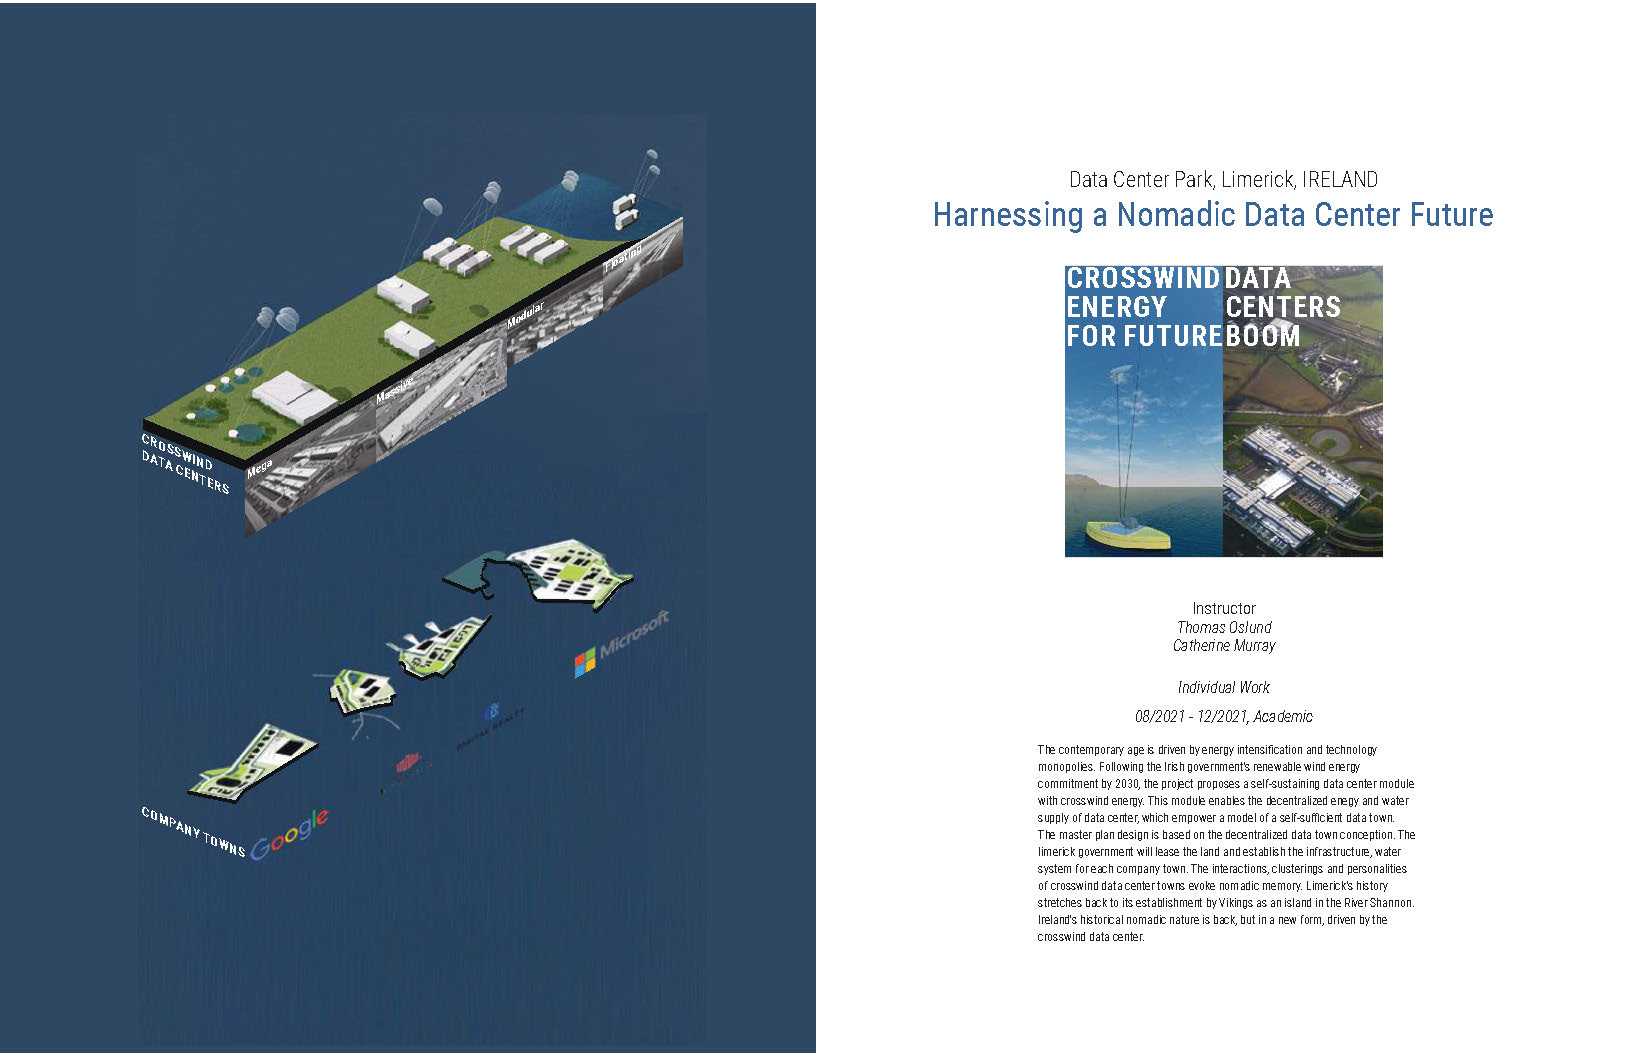 Floating
Modular
Massive
Mega
CROSSWIND
DATA CENTERS
Microsoft
DIGITAL REALTY
Google
COMPANY TOWNS
Data Center Park, Limerick, IRELAND
Harnessing a Nomadic Data Center Future
CROSSWIND
ENERGY
FOR FUTURE
DATA
CENTERS
BOOM
Instructor
Thomas Oslund
Catherine Murray
Individual Work
08/2021 - 12/2021, Academic
The contemporary age is driven by energy intensification and technology
monopolies. Following the Irish government's renewable wind energy
commitment by 2030, the project proposes a self-sustaining data center module
with crosswind energy. This module enables the decentralized enegy and water
supply of data center, which empower a model of a self-sufficient data town.
The master plan design is based on the decentralized data town conception. The
limerick government will lease the land and establish the infrastructure, water
system for each company town. The interactions, clusterings and personalities
of crosswind data center towns evoke nomadic memory. Limerick's history
stretches back to its establishment by Vikings as an island in the River Shannon.
Ireland's historical nomadic nature is back, but in a new form, driven by the
crosswind data center.